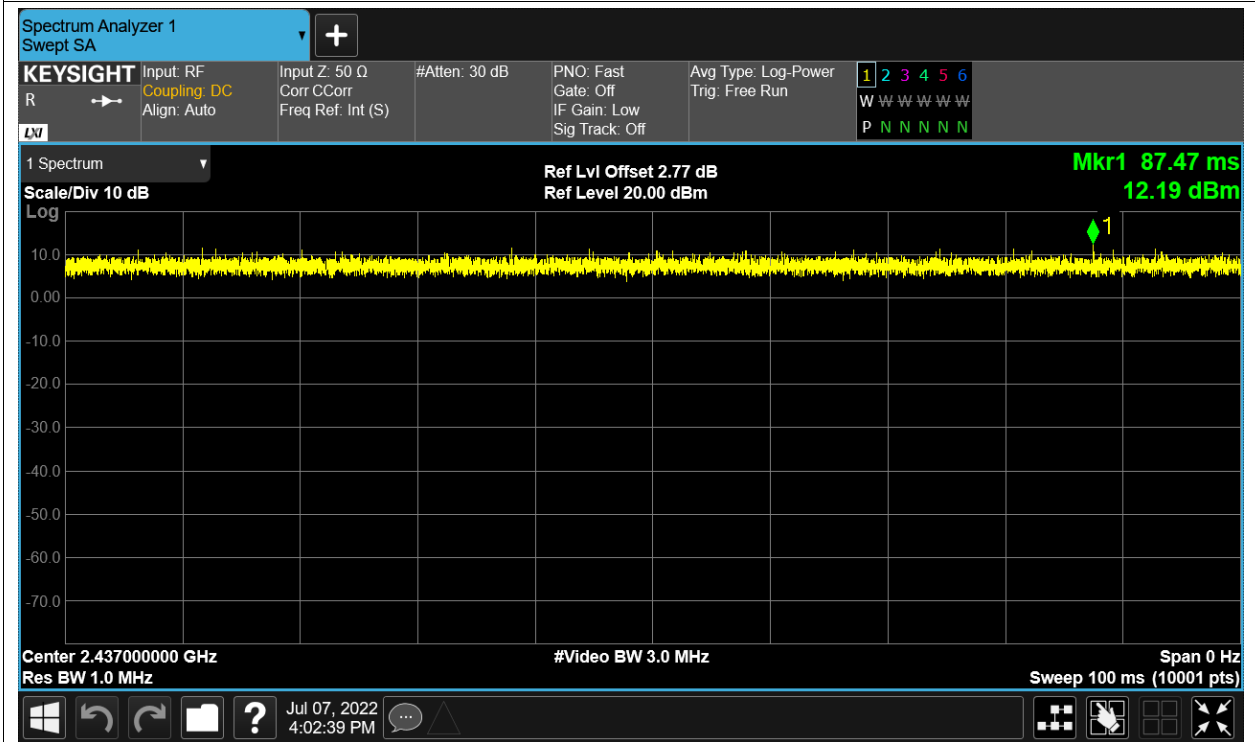 Spectrum Analyzer 1
Swept SA
▼
+
KEYSIGHT
R
LXI
Input: RF
Coupling: DC
Align: Auto
Input Z: 50 Ω
Corr CCorr
Freq Ref: Int (S)
#Atten: 30 dB
PNO: Fast
Gate: Off
IF Gain: Low
Sig Track: Off
Avg Type: Log-Power
Trig: Free Run
1 2 3 4 5 6
W W W W W W
P N N N N N
1 Spectrum ▼
Scale/Div 10 dB
Log
Ref Lvl Offset 2.77 dB
Ref Level 20.00 dBm
Mkr1 87.47 ms
12.19 dBm
1
10.0
0.00
-10.0
-20.0
-30.0
-40.0
-50.0
-60.0
-70.0
Center 2.437000000 GHz
Res BW 1.0 MHz
#Video BW 3.0 MHz
Span 0 Hz
Sweep 100 ms (10001 pts)
?
Jul 07, 2022
4:02:39 PM